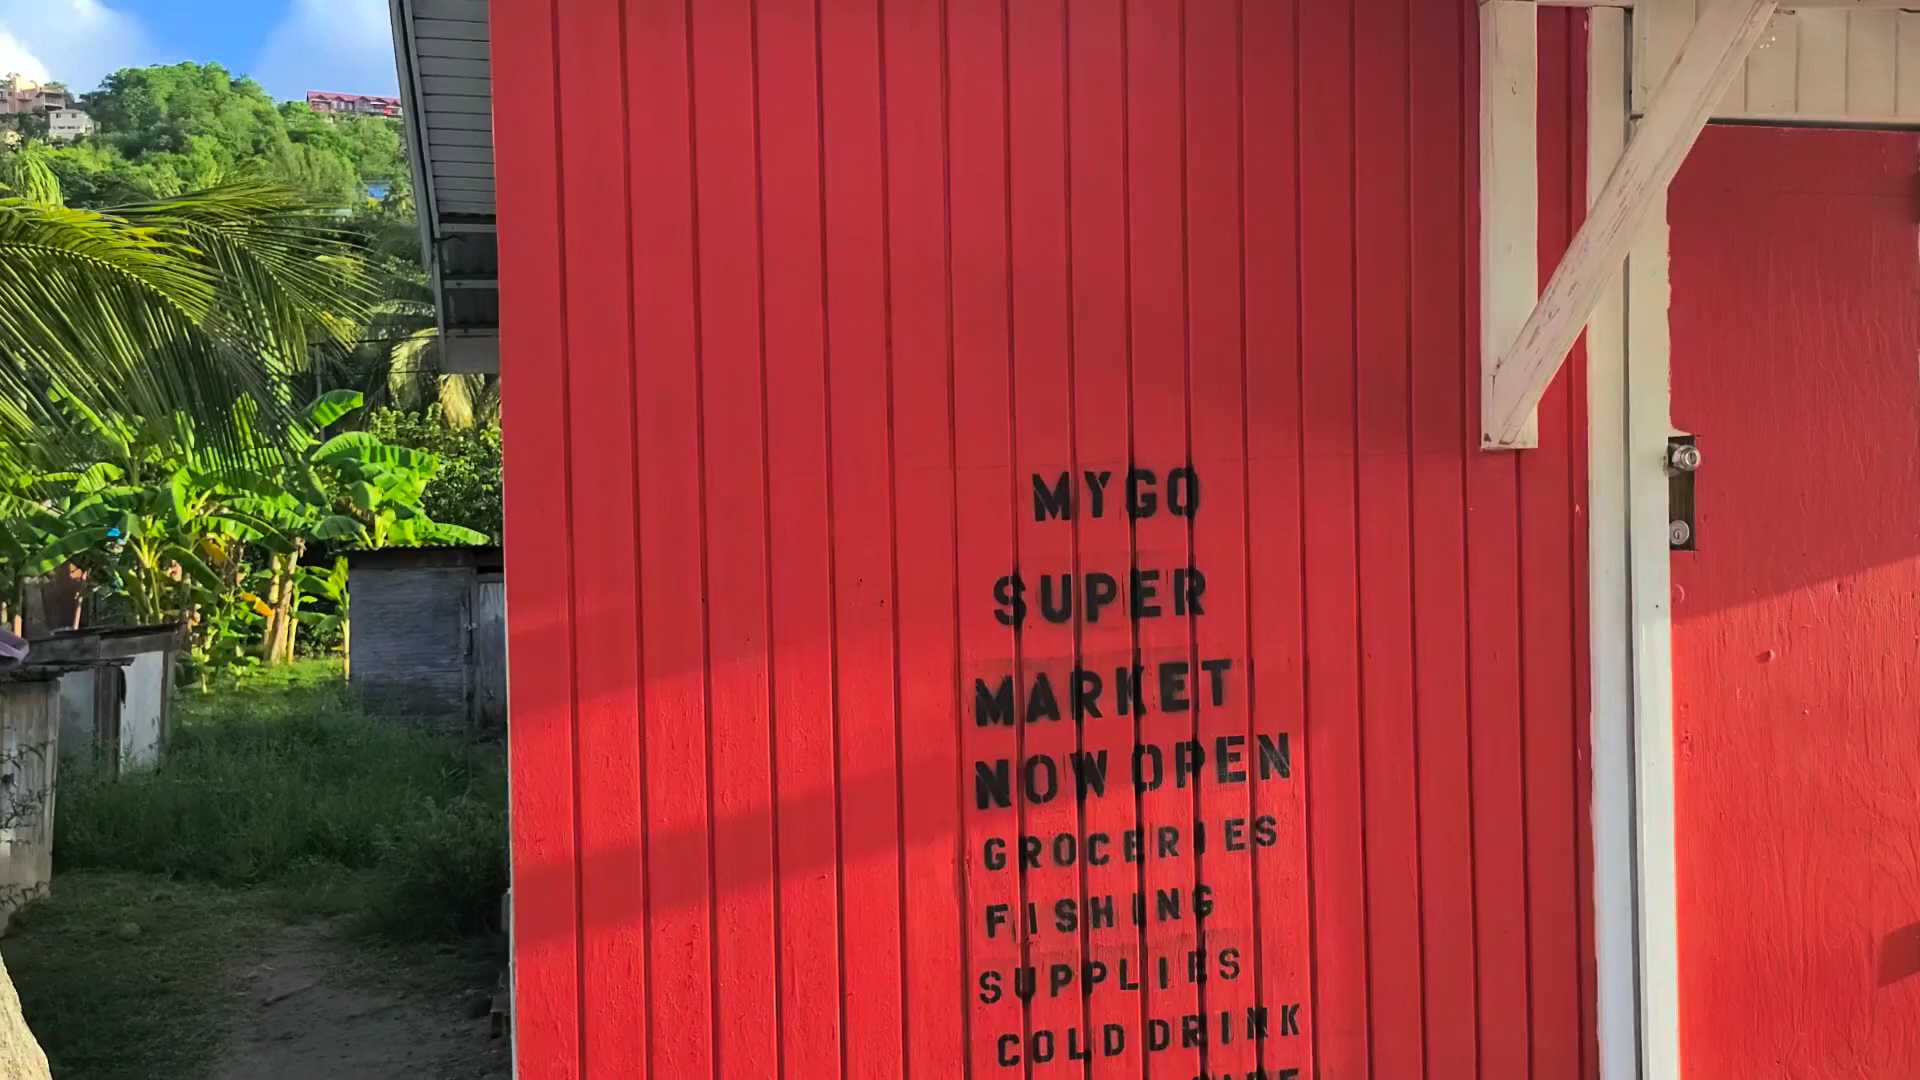 MYGO
SUPER
MARKET
NOW OPEN
GROCERIES
FISHING
SUPPLIES
COLD DRINK